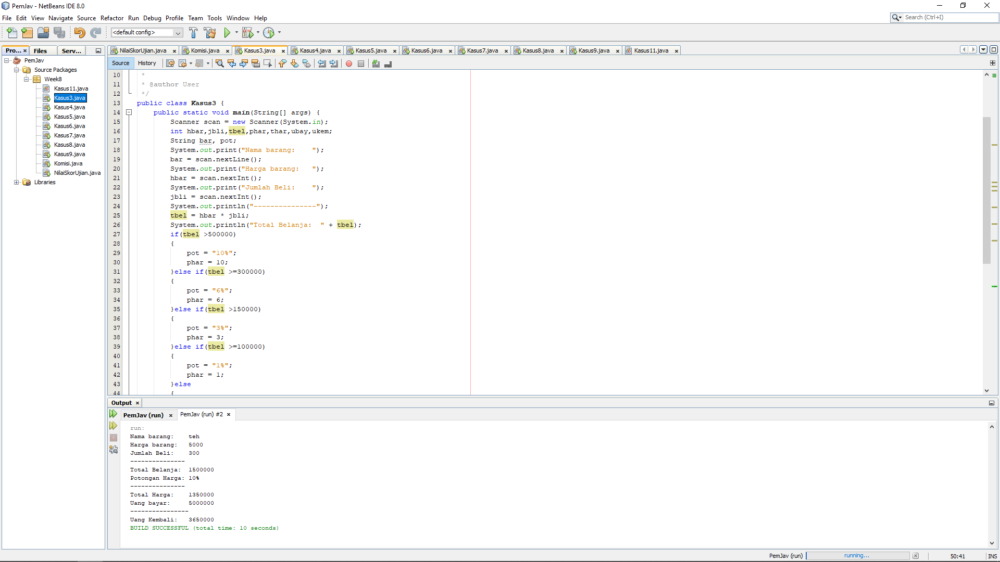 PemJav - NetBeans IDE 8.0
File Edit View Navigate Source Refactor Run Debug Profile Team Tools Window Help
Search (Ctrl+I)
<default config>
Pro... Files Serv...
PemJav
Source Packages
Week8
Kasus11.java
Kasus3.java
Kasus4.java
Kasus5.java
Kasus6.java
Kasus7.java
Kasus8.java
Kasus9.java
Komisi.java
NilaiSkorUjian.java
Libraries
NilaiSkorUjian.java Komisi.java Kasus3.java Kasus4.java Kasus5.java Kasus6.java Kasus7.java Kasus8.java Kasus9.java Kasus11.java
Source History
10 *
11 * @author User
12 */
13 public class Kasus3 {
14 public static void main(String[] args) {
15 Scanner scan = new Scanner(System.in);
16 int hbar,jbli,tbel,phar,thar,ubay,ukem;
17 String bar, pot;
18 System.out.print("Nama barang:    ");
19 bar = scan.nextLine();
20 System.out.print("Harga barang:   ");
21 hbar = scan.nextInt();
22 System.out.print("Jumlah Beli:    ");
23 jbli = scan.nextInt();
24 System.out.println("---------------");
25 tbel = hbar * jbli;
26 System.out.println("Total Belanja:  " + tbel);
27 if(tbel >500000)
28 {
29 pot = "10%";
30 phar = 10;
31 }else if(tbel >=300000)
32 {
33 pot = "6%";
34 phar = 6;
35 }else if(tbel >150000)
36 {
37 pot = "3%";
38 phar = 3;
39 }else if(tbel >=100000)
40 {
41 pot = "1%";
42 phar = 1;
43 }else
44 {
Output
PemJav (run) PemJav (run) #2
run:
Nama barang:    teh
Harga barang:   5000
Jumlah Beli:    300
---------------
Total Belanja:  1500000
Potongan Harga: 10%
---------------
Total Harga:    1350000
Uang bayar:     5000000
----------------
Uang Kembali:   3650000
BUILD SUCCESSFUL (total time: 10 seconds)
PemJav (run) running... 50:41 INS